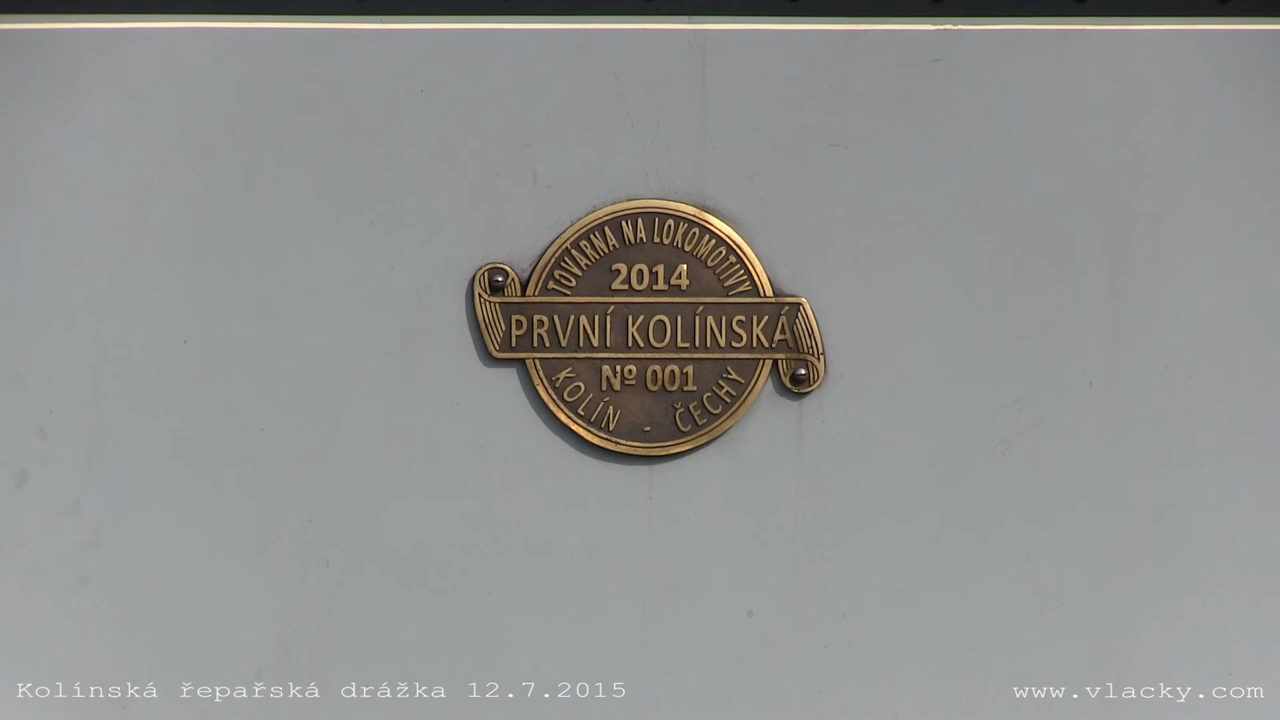 TOVÁRNA NA LOKOMOTIVY
2014
PRVNÍ KOLÍNSKÁ
Nº 001
KOLÍN - ČECHY
Kolínská řepařská drážka 12.7.2015
www.vlacky.com